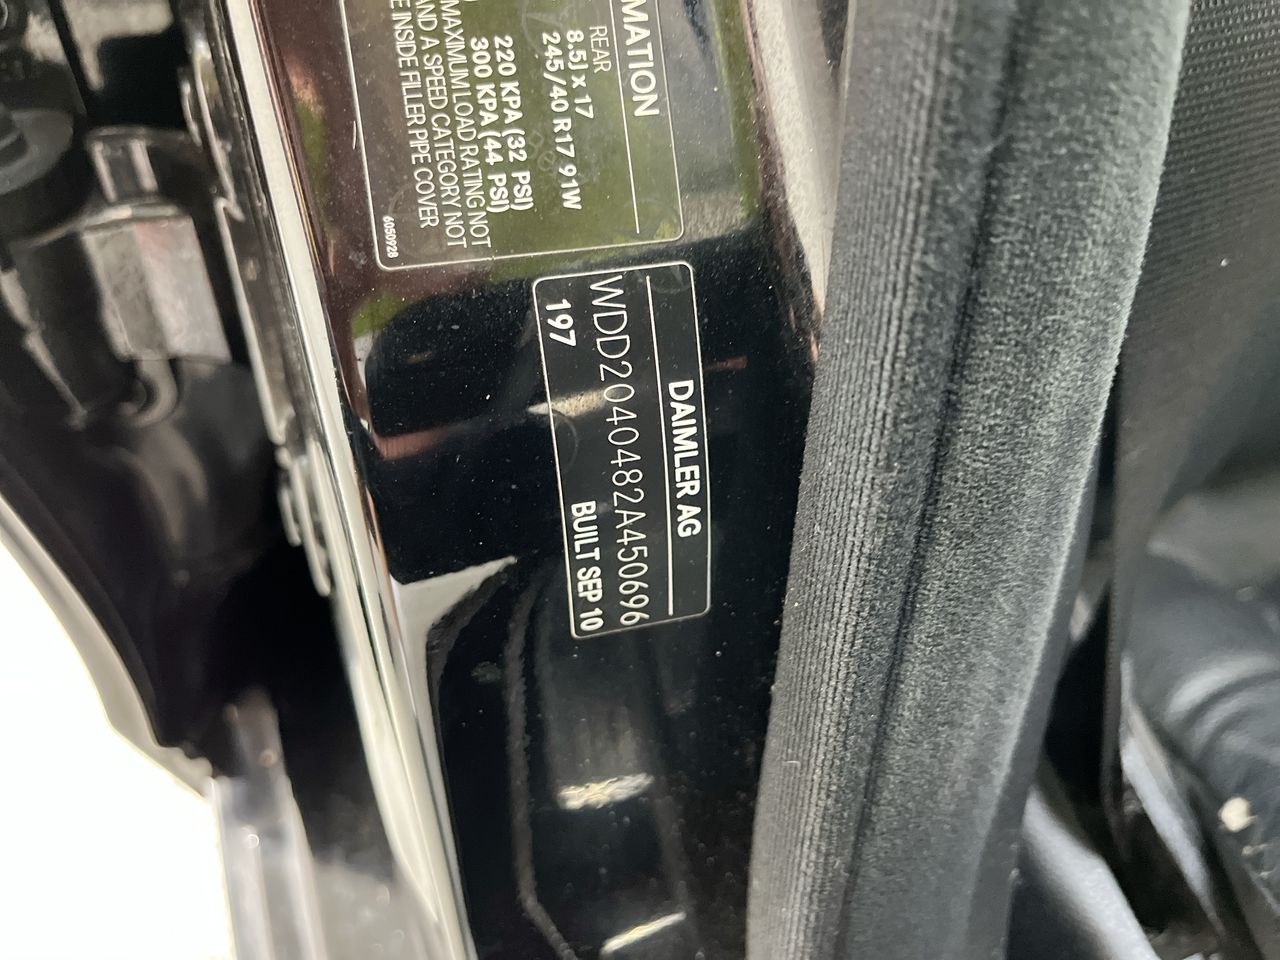 MATION
REAR
8.5J x 17
245/40 R17 91W
220 KPA (32 PSI)
300 KPA (44 PSI)
MAXIMUM LOAD RATING NOT
AND A SPEED CATEGORY NOT
E INSIDE FILLER PIPE COVER
6050928
DAIMLER AG
WDD2040482A450696
197 BUILT SEP 10